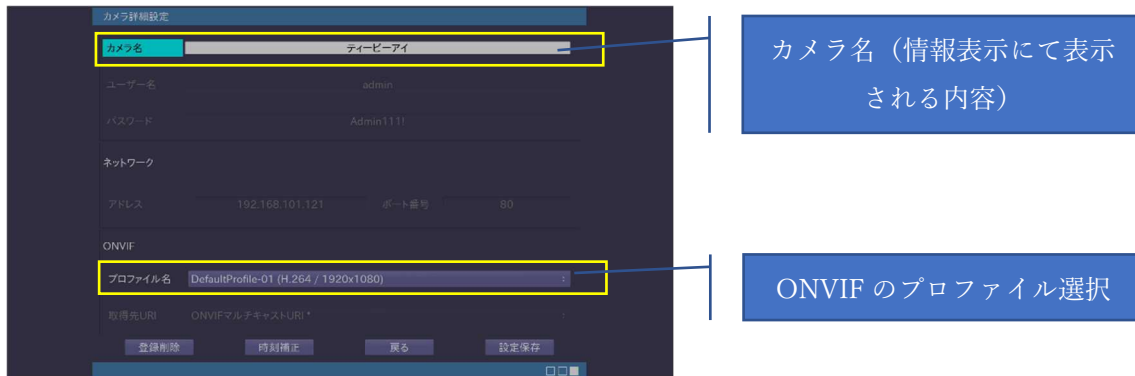 カメラ詳細設定
カメラ名 ティービーアイ
ユーザー名 admin
パスワード Admin111!
ネットワーク
アドレス 192.168.101.121 ポート番号 80
ONVIF
プロファイル名 DefaultProfile-01 (H.264 / 1920x1080)
取得先URI ONVIFマルチキャストURI *
登録削除 時刻補正 戻る 設定保存
カメラ名（情報表示にて表示
される内容）
ONVIF のプロファイル選択